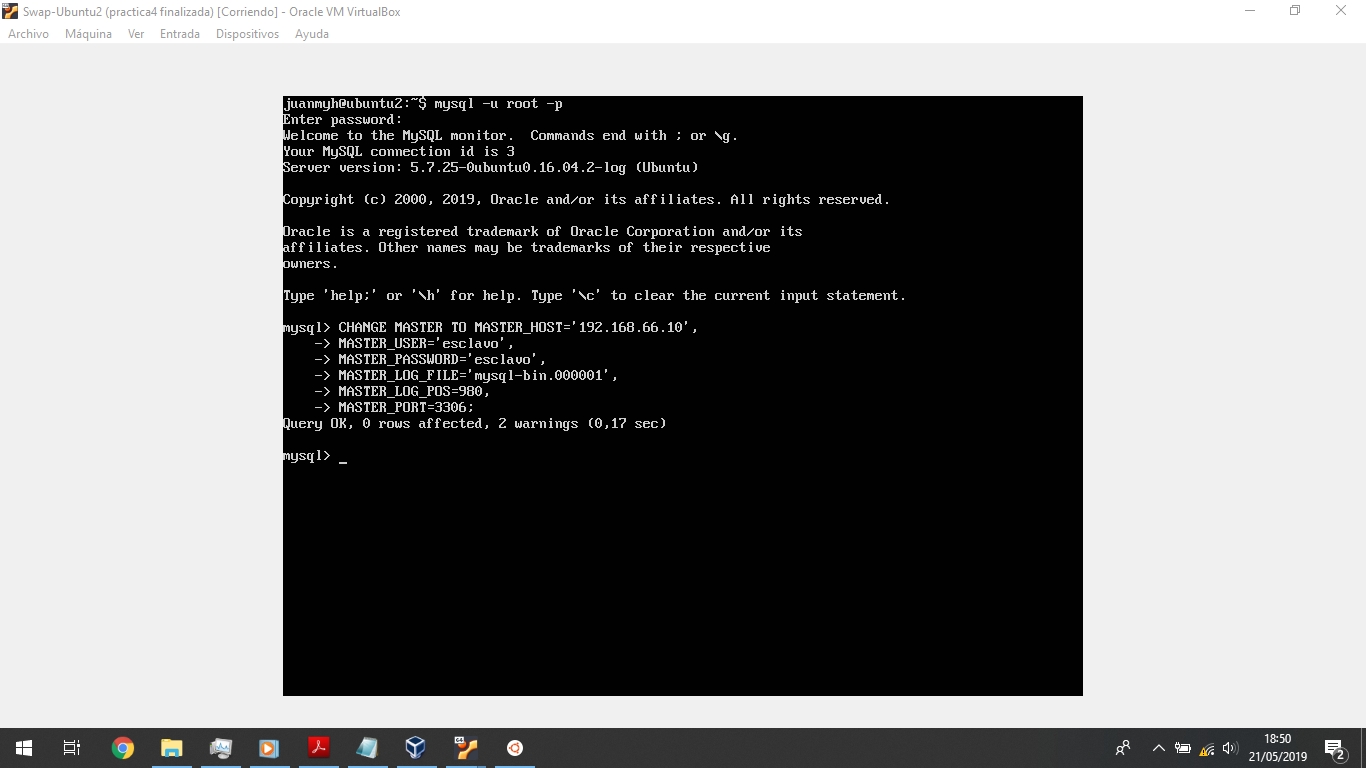 Swap-Ubuntu2 (practica4 finalizada) [Corriendo] - Oracle VM VirtualBox
Archivo Máquina Ver Entrada Dispositivos Ayuda
juanmyh@ubuntu2:~$ mysql -u root -p
Enter password:
Welcome to the MySQL monitor.  Commands end with ; or \g.
Your MySQL connection id is 3
Server version: 5.7.25-0ubuntu0.16.04.2-log (Ubuntu)
Copyright (c) 2000, 2019, Oracle and/or its affiliates. All rights reserved.
Oracle is a registered trademark of Oracle Corporation and/or its
affiliates. Other names may be trademarks of their respective
owners.
Type 'help;' or '\h' for help. Type '\c' to clear the current input statement.
mysql> CHANGE MASTER TO MASTER_HOST='192.168.66.10',
    -> MASTER_USER='esclavo',
    -> MASTER_PASSWORD='esclavo',
    -> MASTER_LOG_FILE='mysql-bin.000001',
    -> MASTER_LOG_POS=980,
    -> MASTER_PORT=3306;
Query OK, 0 rows affected, 2 warnings (0,17 sec)
mysql> _
18:50
21/05/2019
2